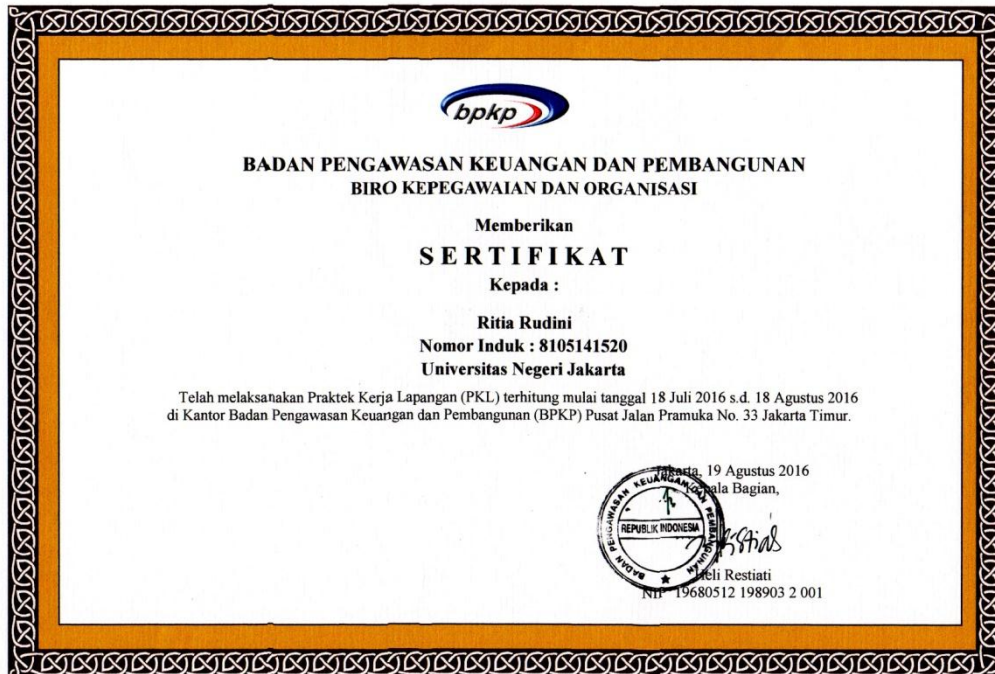 bpkp
BADAN PENGAWASAN KEUANGAN DAN PEMBANGUNAN
BIRO KEPEGAWAIAN DAN ORGANISASI
Memberikan
SERTIFIKAT
Kepada :
Ritia Rudini
Nomor Induk : 8105141520
Universitas Negeri Jakarta
Telah melaksanakan Praktek Kerja Lapangan (PKL) terhitung mulai tanggal 18 Juli 2016 s.d. 18 Agustus 2016
di Kantor Badan Pengawasan Keuangan dan Pembangunan (BPKP) Pusat Jalan Pramuka No. 33 Jakarta Timur.
Jakarta, 19 Agustus 2016
Kepala Bagian,
BADAN PENGAWASAN KEUANGAN DAN PEMBANGUNAN
REPUBLIK INDONESIA
Heli Restiati
NIP 19680512 198903 2 001